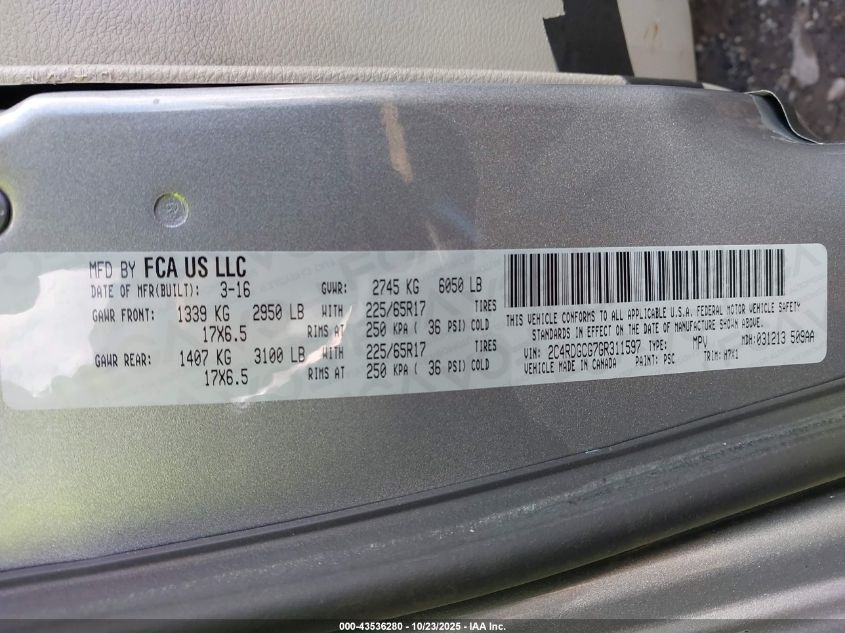 MFD BY FCA US LLC
DATE OF MFR(BUILT): 3-16 GVWR: 2745 KG 6050 LB
GAWR FRONT: 1339 KG 2950 LB WITH 225/65R17 TIRES
17X6.5 RIMS AT 250 KPA ( 36 PSI) COLD
GAWR REAR: 1407 KG 3100 LB WITH 225/65R17 TIRES
17X6.5 RIMS AT 250 KPA ( 36 PSI) COLD
THIS VEHICLE CONFORMS TO ALL APPLICABLE U.S.A. FEDERAL MOTOR VEHICLE SAFETY
STANDARDS IN EFFECT ON THE DATE OF MANUFACTURE SHOWN ABOVE.
VIN: 2C4RDGCG7GR311597 TYPE: MPV MDH: 031213 509AA
VEHICLE MADE IN CANADA PAINT: PSC TRIM: H7X1
000-43536280 - 10/23/2025 - IAA Inc.